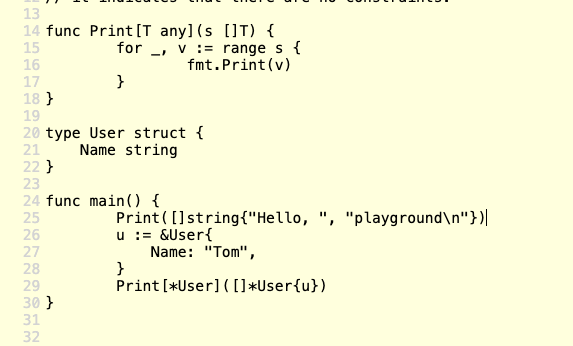 12 // it indicates that there are no constraints.
13
14 func Print[T any](s []T) {
15         for _, v := range s {
16                 fmt.Print(v)
17         }
18 }
19
20 type User struct {
21     Name string
22 }
23
24 func main() {
25         Print([]string{"Hello, ", "playground\n"})
26         u := &User{
27             Name: "Tom",
28         }
29         Print[*User]([]*User{u})
30 }
31
32